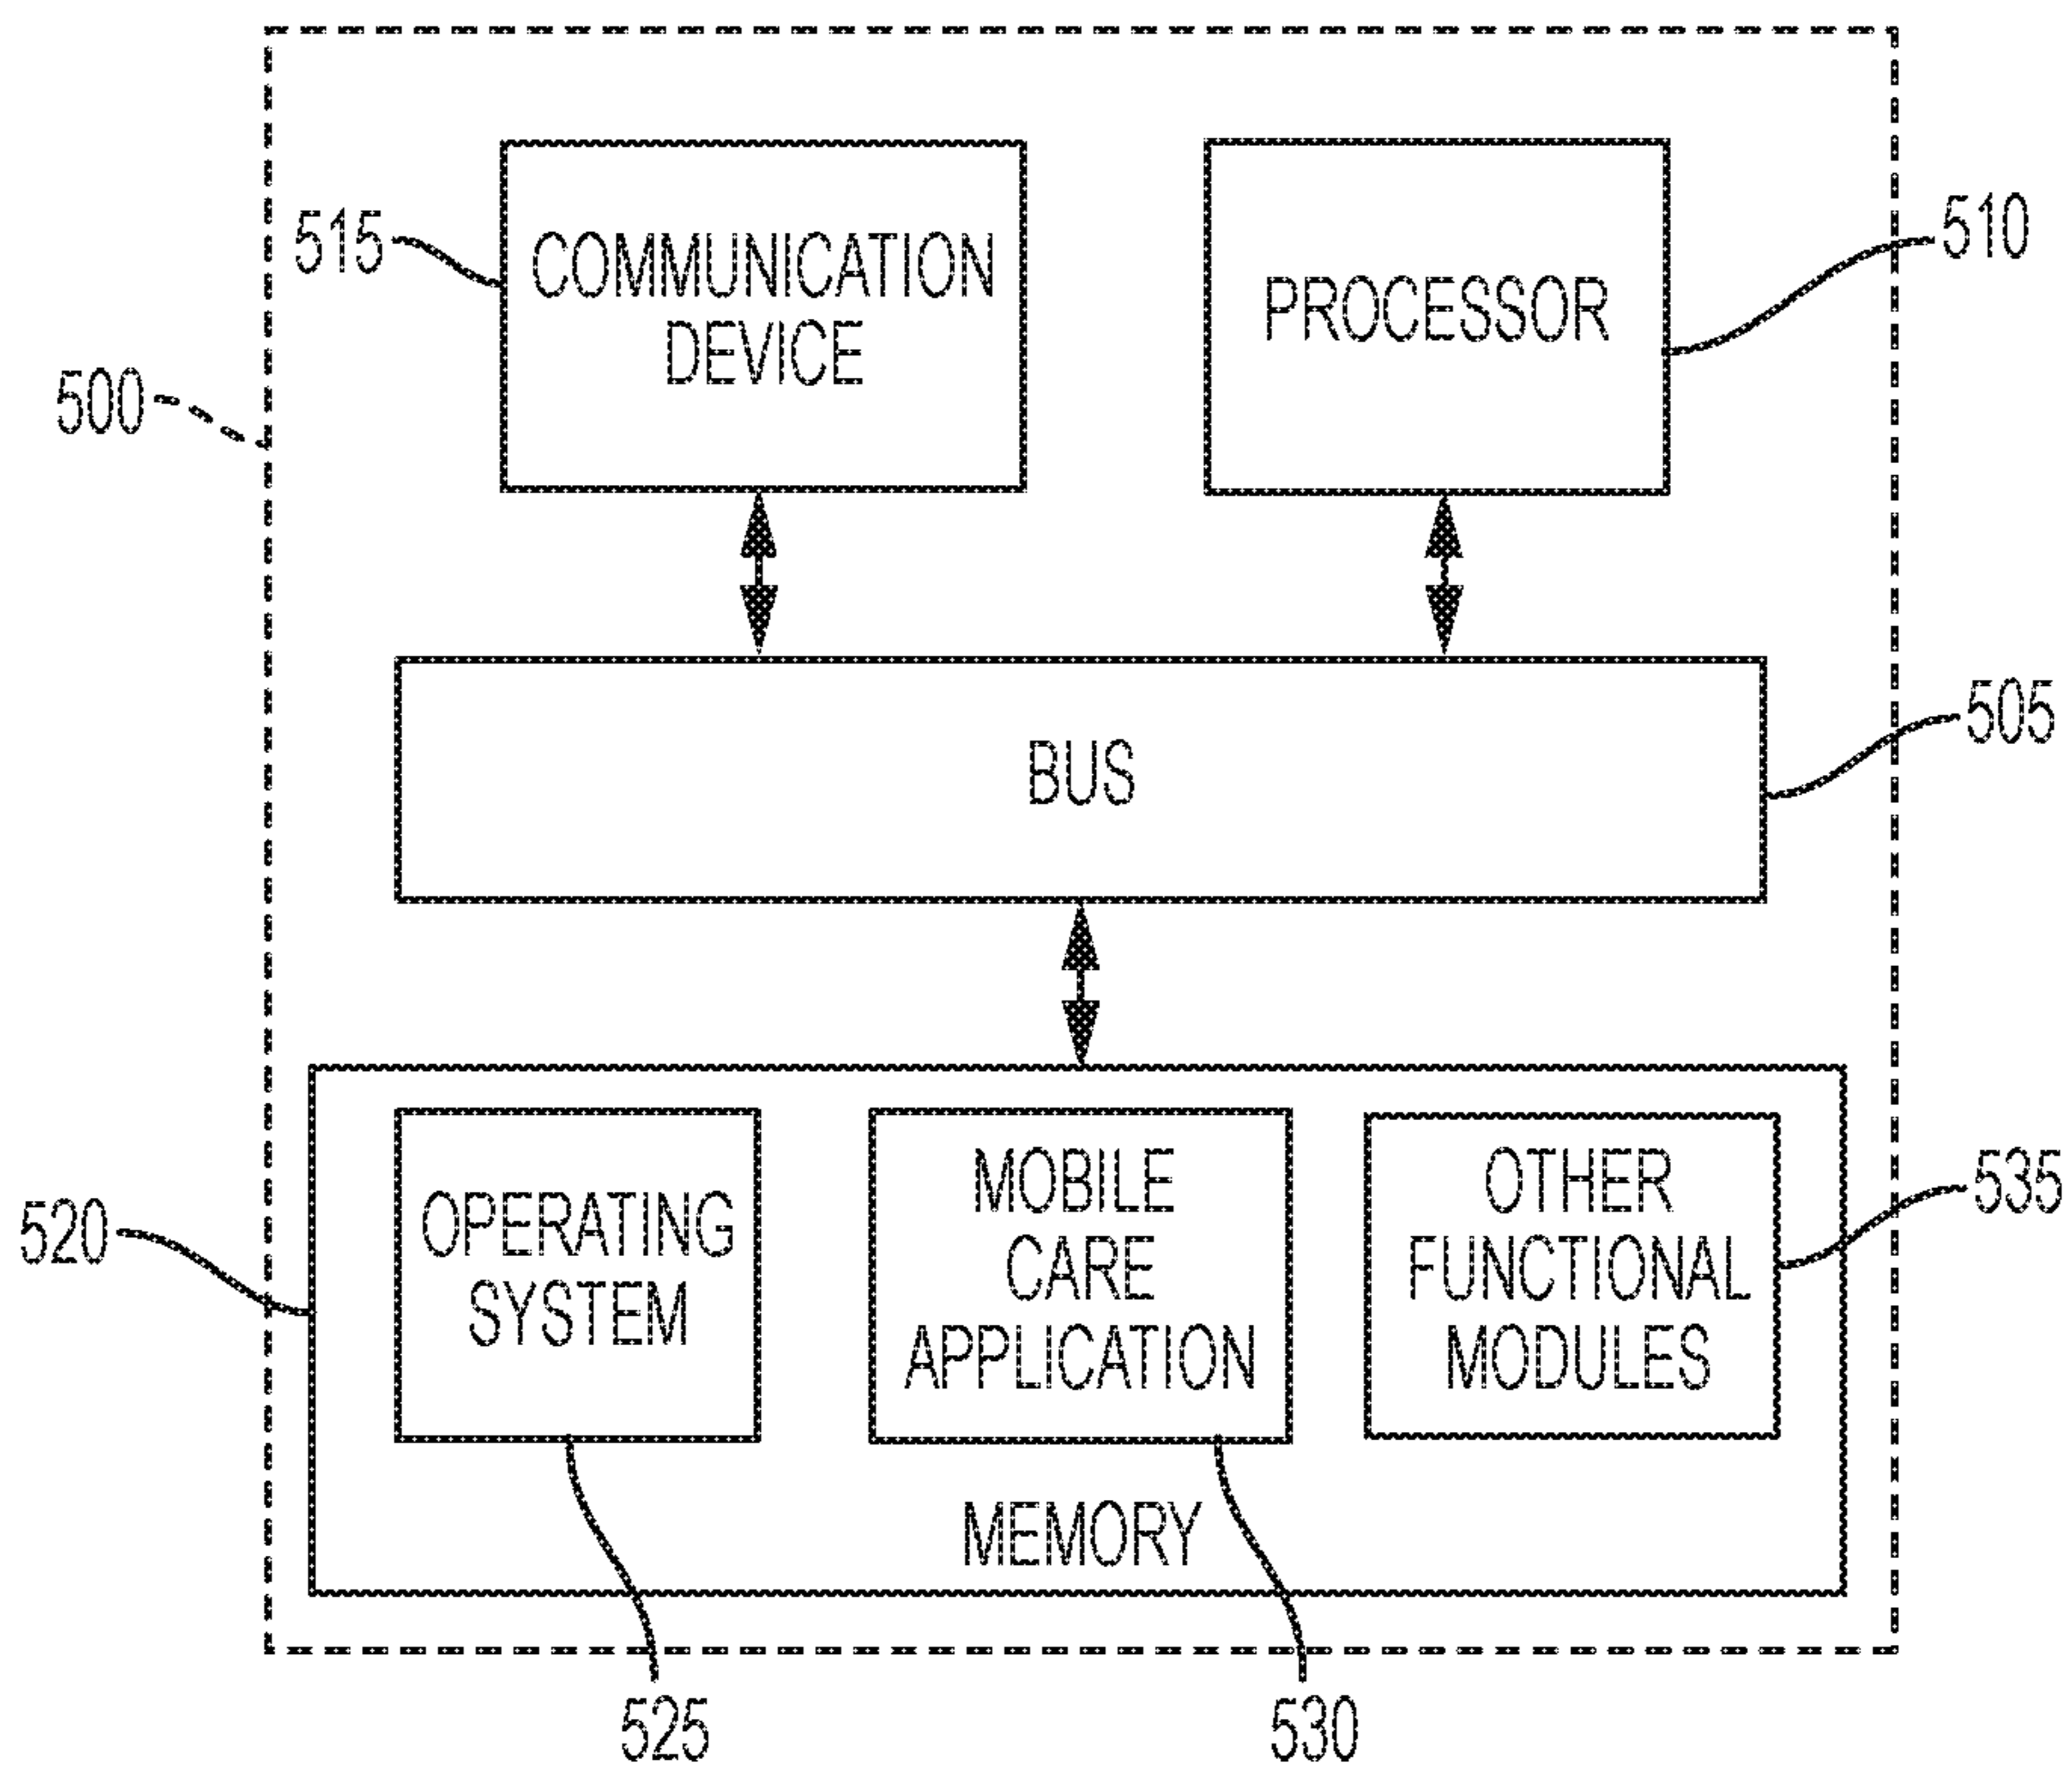 515
COMMUNICATION
DEVICE
PROCESSOR
510
500
BUS
505
520
OPERATING
SYSTEM
MOBILE
CARE
APPLICATION
OTHER
FUNCTIONAL
MODULES
535
MEMORY
525
530